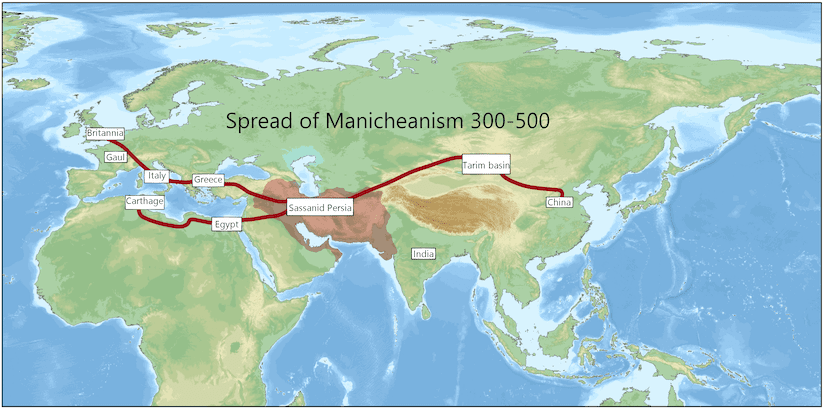 Spread of Manicheanism 300-500
Britannia
Gaul
Italy
Greece
Tarim basin
Carthage
Sassanid Persia
China
Egypt
India